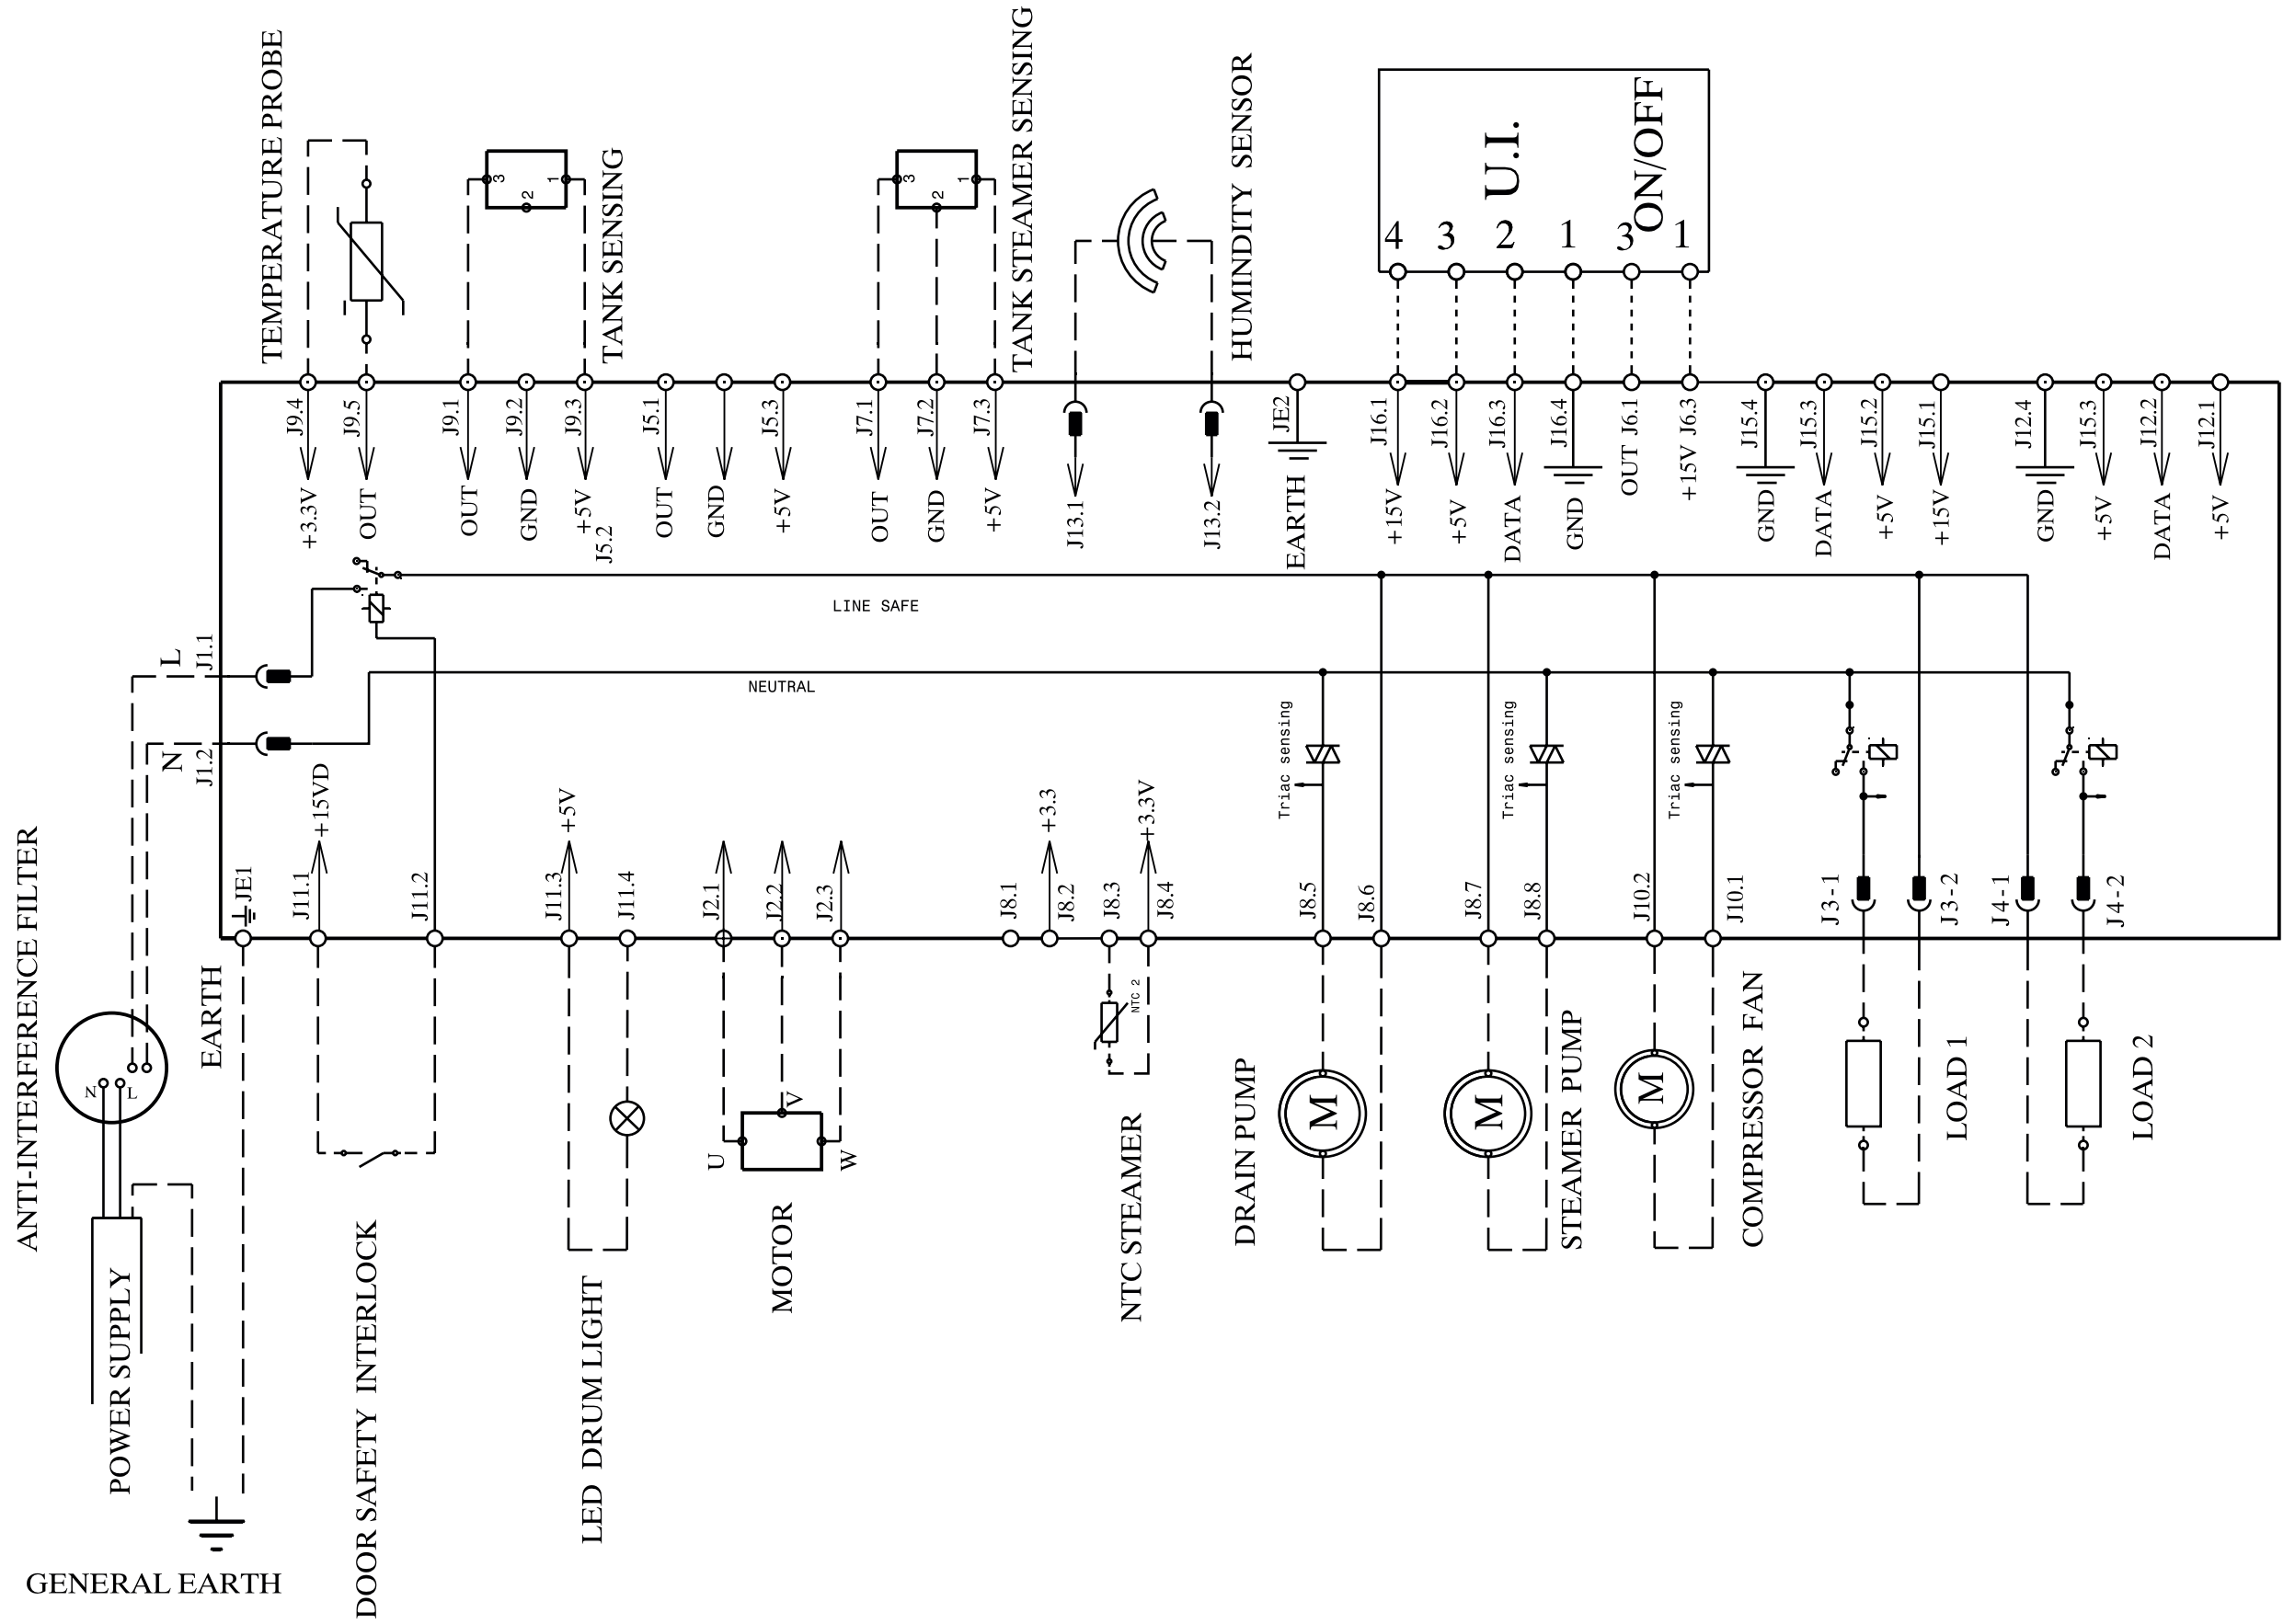 TEMPERATURE PROBE
TANK SENSING
TANK STEAMER SENSING
HUMINDITY SENSOR
3
2
1
3
2
1
U.I.
ON/OFF
4
3
2
1
3
1
J9.4
J9.5
J9.1
J9.2
J9.3
J5.1
J5.3
J7.1
J7.2
J7.3
JE2
J16.1
J16.2
J16.3
J16.4
OUT J6.1
+15V J6.3
J15.4
J15.3
J15.2
J15.1
J12.4
J15.3
J12.2
J12.1
+3.3V
OUT
OUT
GND
+5V
J5.2
OUT
GND
+5V
OUT
GND
+5V
J13.1
J13.2
EARTH
+15V
+5V
DATA
GND
GND
DATA
+5V
+15V
GND
+5V
DATA
+5V
LINE SAFE
NEUTRAL
L
J1.1
N
J1.2
Triac sensing
Triac sensing
Triac sensing
+15VD
+5V
+3.3
+3.3V
JE1
J11.1
J11.2
J11.3
J11.4
J2.1
J2.2
J2.3
J8.1
J8.2
J8.3
J8.4
J8.5
J8.6
J8.7
J8.8
J10.2
J10.1
J3-1
J3-2
J4-1
J4-2
ANTI-INTERFERENCE FILTER
N
L
EARTH
NTC 2
U
V
W
M
M
M
POWER SUPPLY
GENERAL EARTH
DOOR SAFETY INTERLOCK
LED DRUM LIGHT
MOTOR
NTC STEAMER
DRAIN PUMP
STEAMER PUMP
COMPRESSOR FAN
LOAD 1
LOAD 2